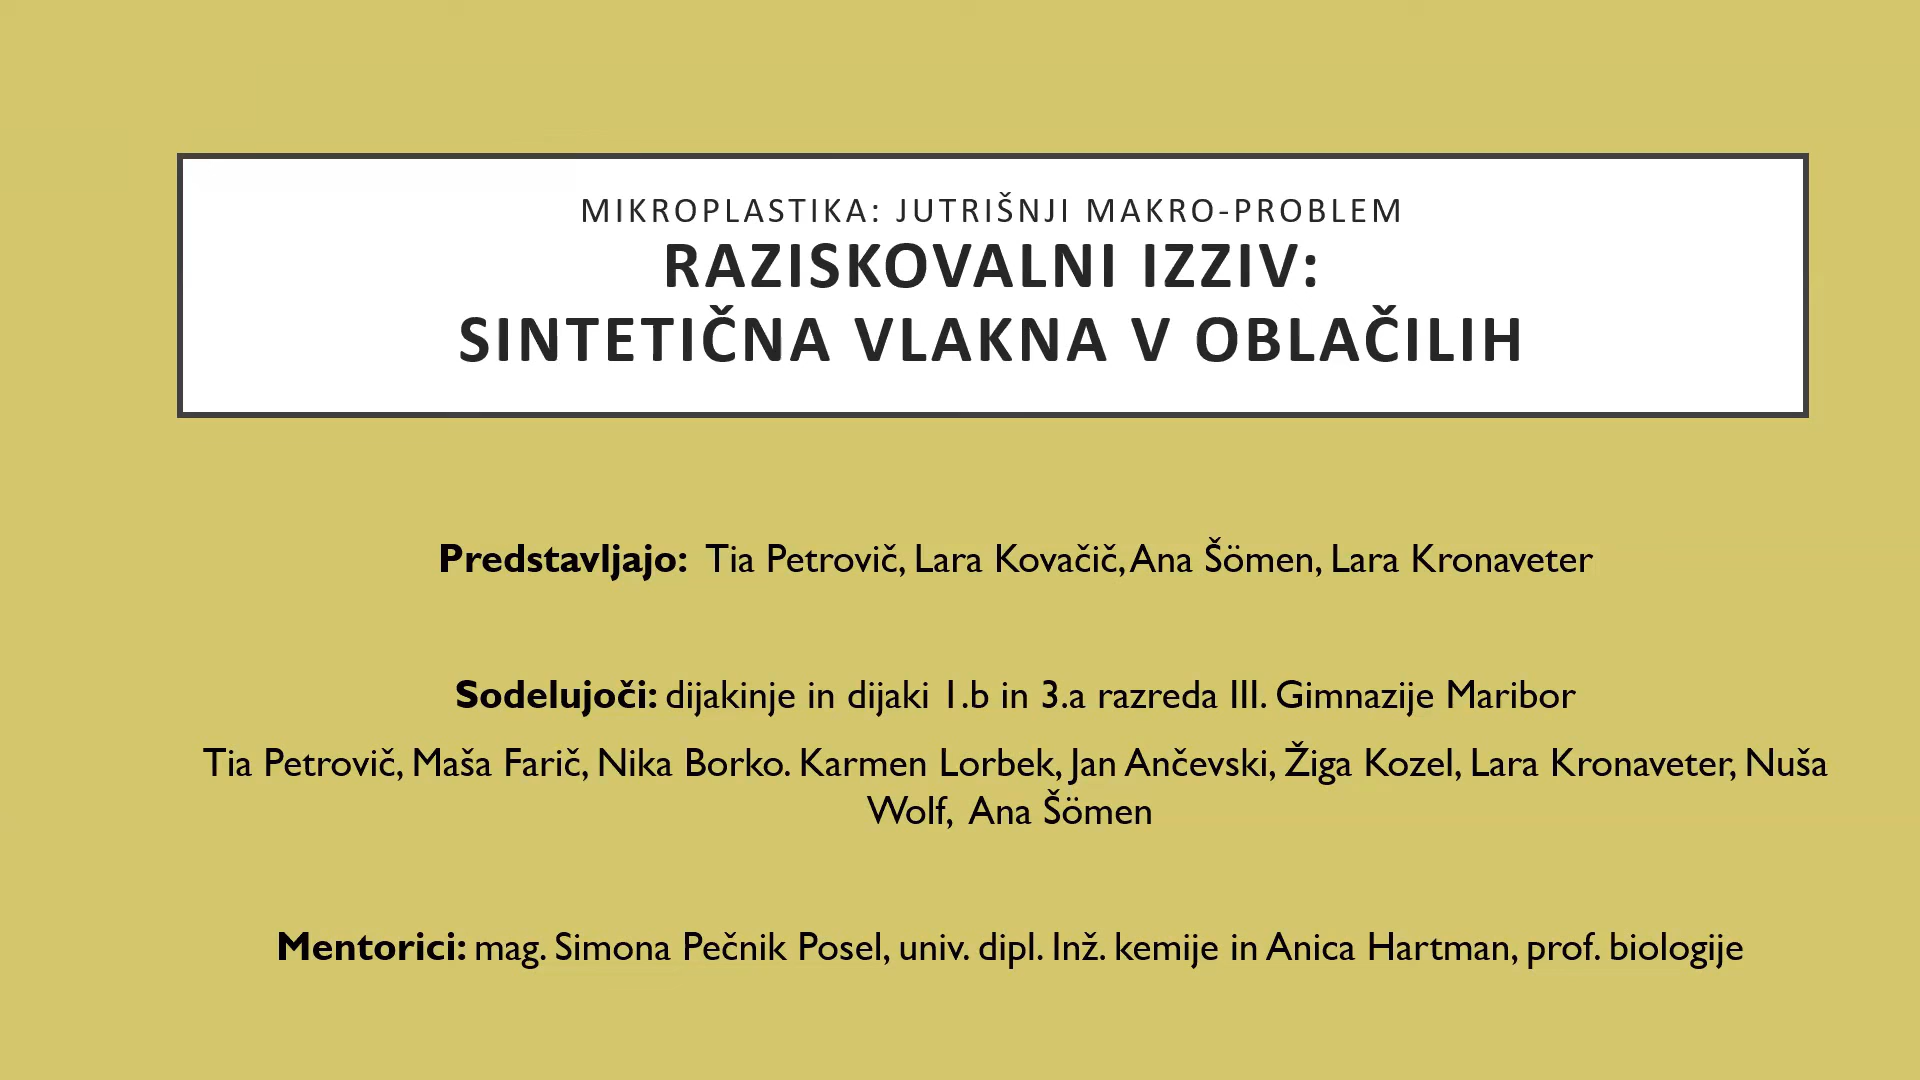 MIKROPLASTIKA: JUTRIŠNJI MAKRO-PROBLEM
RAZISKOVALNI IZZIV:
SINTETIČNA VLAKNA V OBLAČILIH
Predstavljajo: Tia Petrovič, Lara Kovačič, Ana Šömen, Lara Kronaveter
Sodelujoči: dijakinje in dijaki 1.b in 3.a razreda III. Gimnazije Maribor
Tia Petrovič, Maša Farič, Nika Borko. Karmen Lorbek, Jan Ančevski, Žiga Kozel, Lara Kronaveter, Nuša
Wolf, Ana Šömen
Mentorici: mag. Simona Pečnik Posel, univ. dipl. Inž. kemije in Anica Hartman, prof. biologije